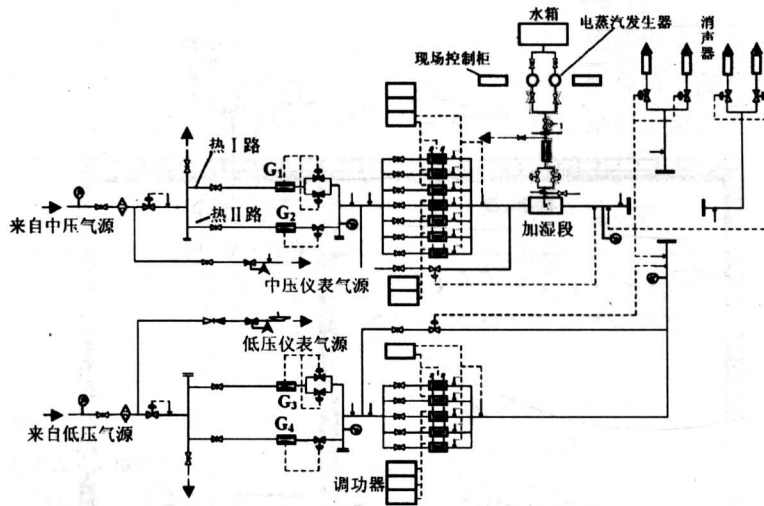 水箱
电蒸汽发生器
消声器
现场控制柜
热Ⅰ路
G1
热Ⅱ路
G2
来自中压气源
加湿段
中压仪表气源
低压仪表气源
G3
G4
来自低压气源
调功器